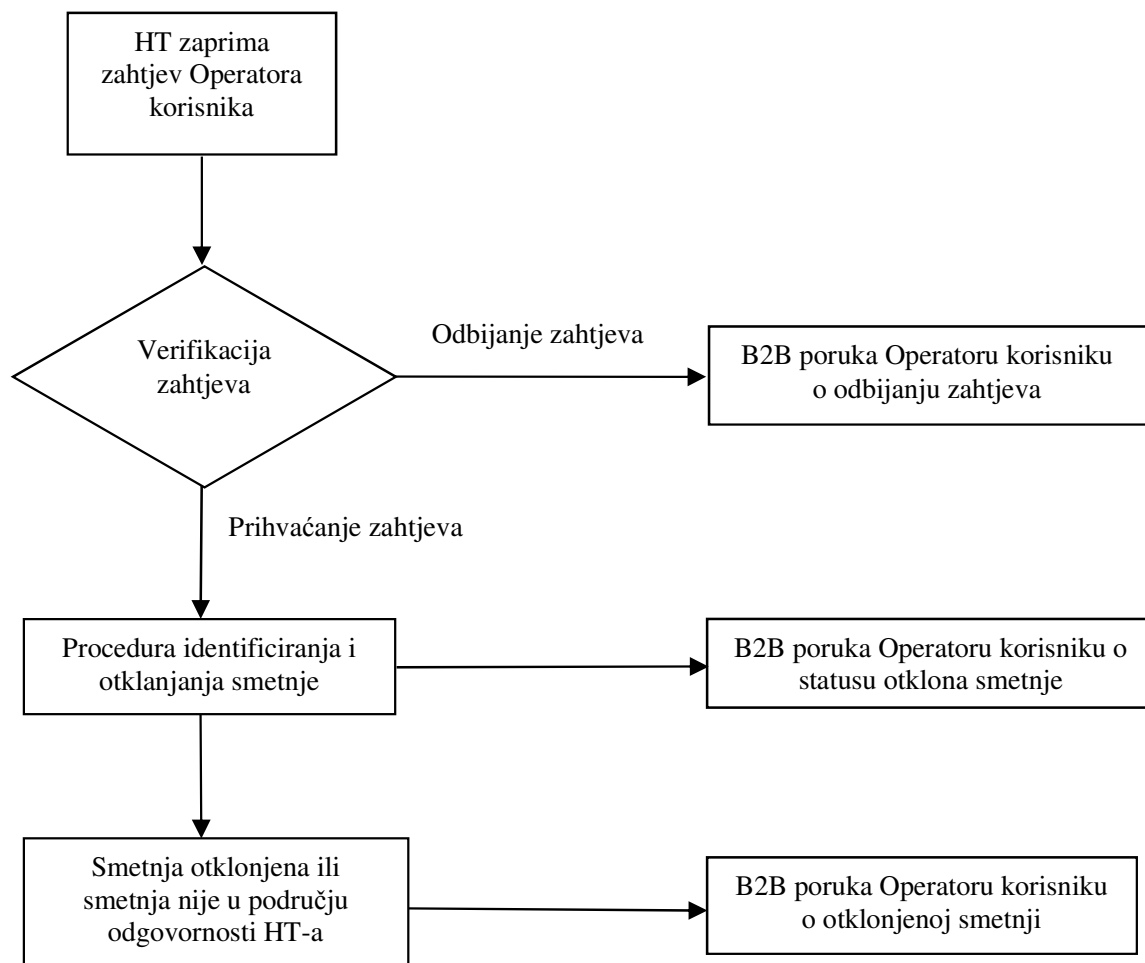 HT zaprima
zahtjev Operatora
korisnika
Verifikacija
zahtjeva
Odbijanje zahtjeva
B2B poruka Operatoru korisniku
o odbijanju zahtjeva
Prihvaćanje zahtjeva
Procedura identificiranja i
otklanjanja smetnje
B2B poruka Operatoru korisniku o
statusu otklona smetnje
Smetnja otklonjena ili
smetnja nije u području
odgovornosti HT-a
B2B poruka Operatoru korisniku
o otklonjenoj smetnji